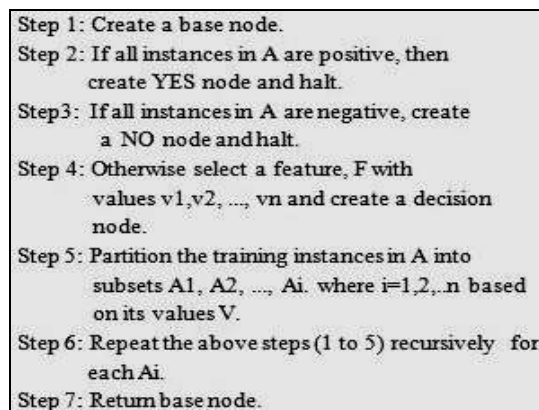 Step 1: Create a base node.
Step 2: If all instances in A are positive, then
create YES node and halt.
Step3: If all instances in A are negative, create
a NO node and halt.
Step 4: Otherwise select a feature, F with
values v1,v2, ..., vn and create a decision
node.
Step 5: Partition the training instances in A into
subsets A1, A2, ..., Ai. where i=1,2,..n based
on its values V.
Step 6: Repeat the above steps (1 to 5) recursively for
each Ai.
Step 7: Return base node.